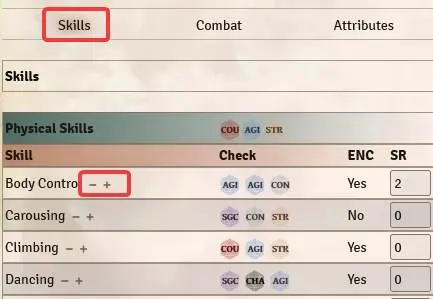 Skills Combat Attributes
Skills
Physical Skills COU AGI STR
Skill Check ENC SR
Body Contro − + AGI AGI CON Yes 2
Carousing − + SGC CON STR No 0
Climbing − + COU AGI STR Yes 0
Dancing − + SGC CHA AGI Yes 0